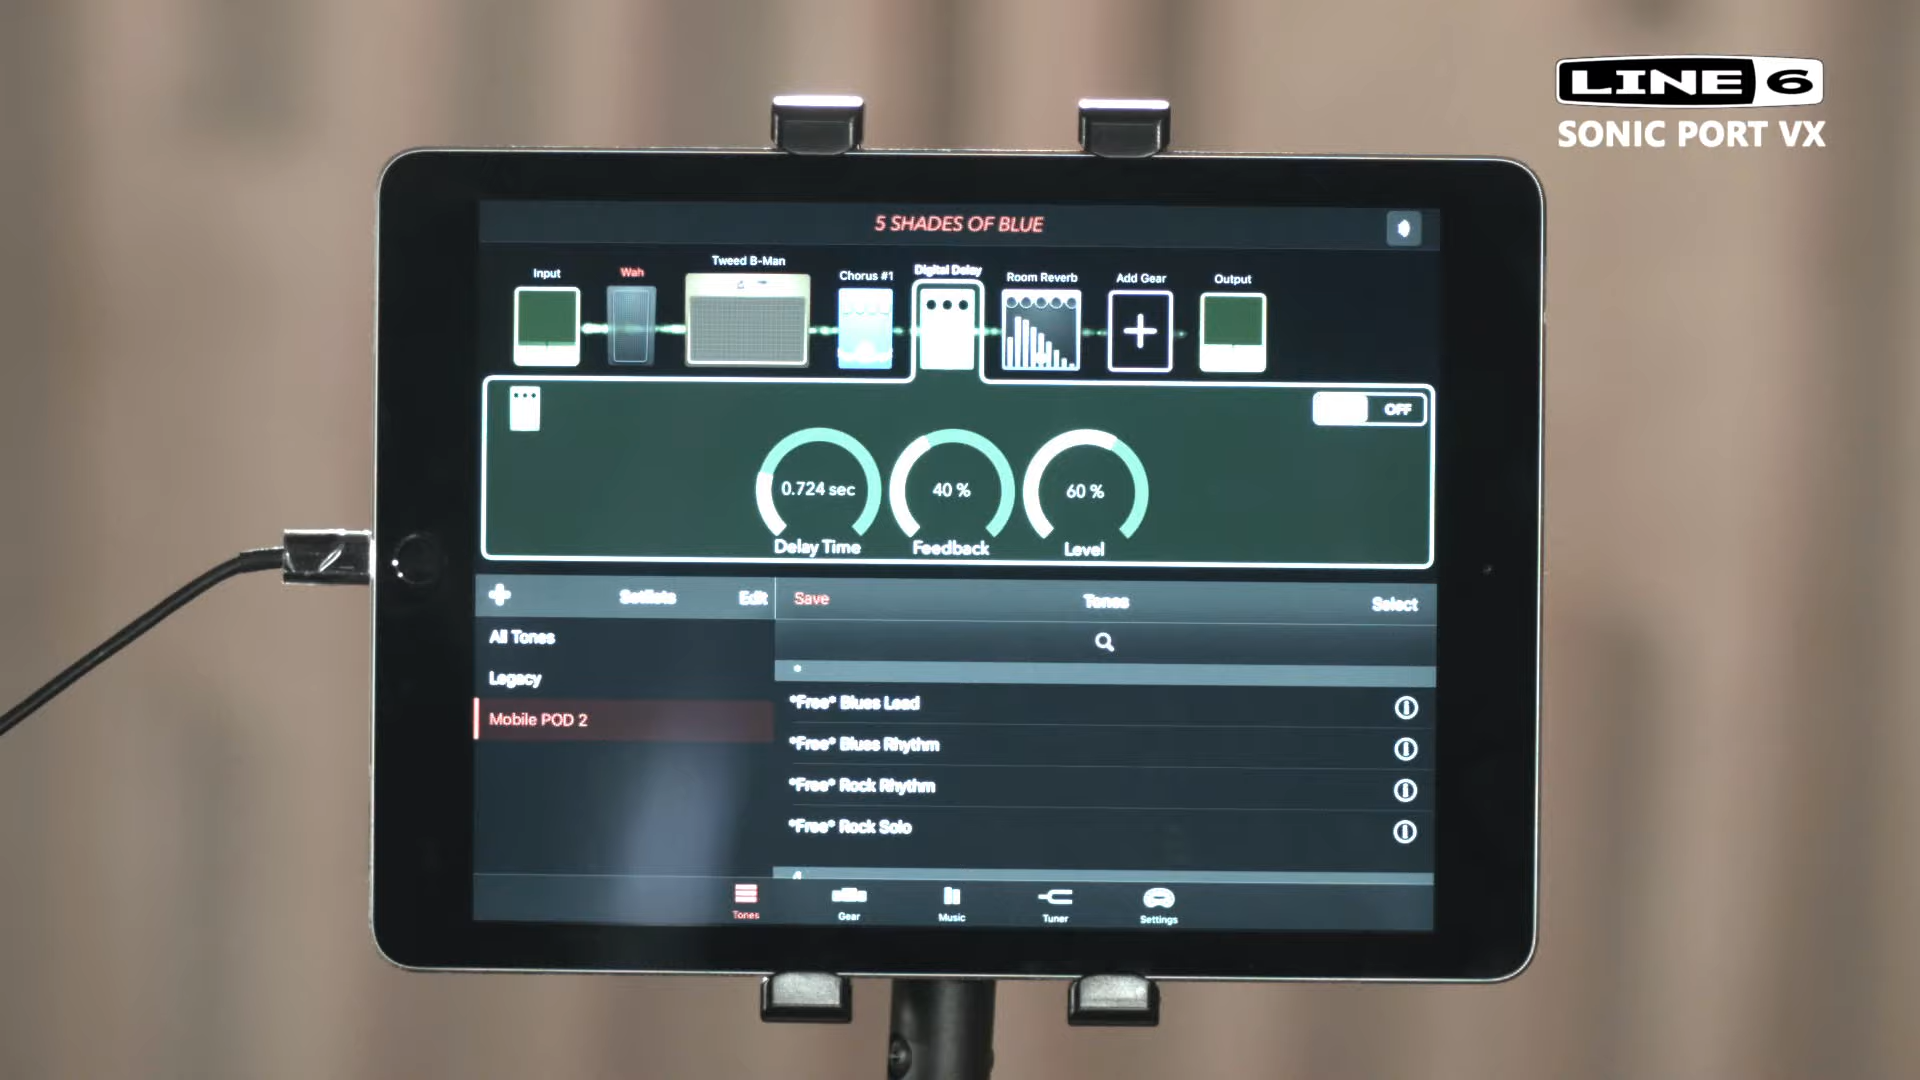 LINE 6
SONIC PORT VX
5 SHADES OF BLUE
Input
Wah
Tweed B-Man
Chorus #1
Digital Delay
Room Reverb
Add Gear
Output
OFF
0.724 sec
40 %
60 %
Delay Time
Feedback
Level
Setlists
Edit
Save
Tones
Select
All Tones
Legacy
Mobile POD 2
*
*Free* Blues Lead
*Free* Blues Rhythm
*Free* Rock Rhythm
*Free* Rock Solo
Tones
Gear
Music
Tuner
Settings